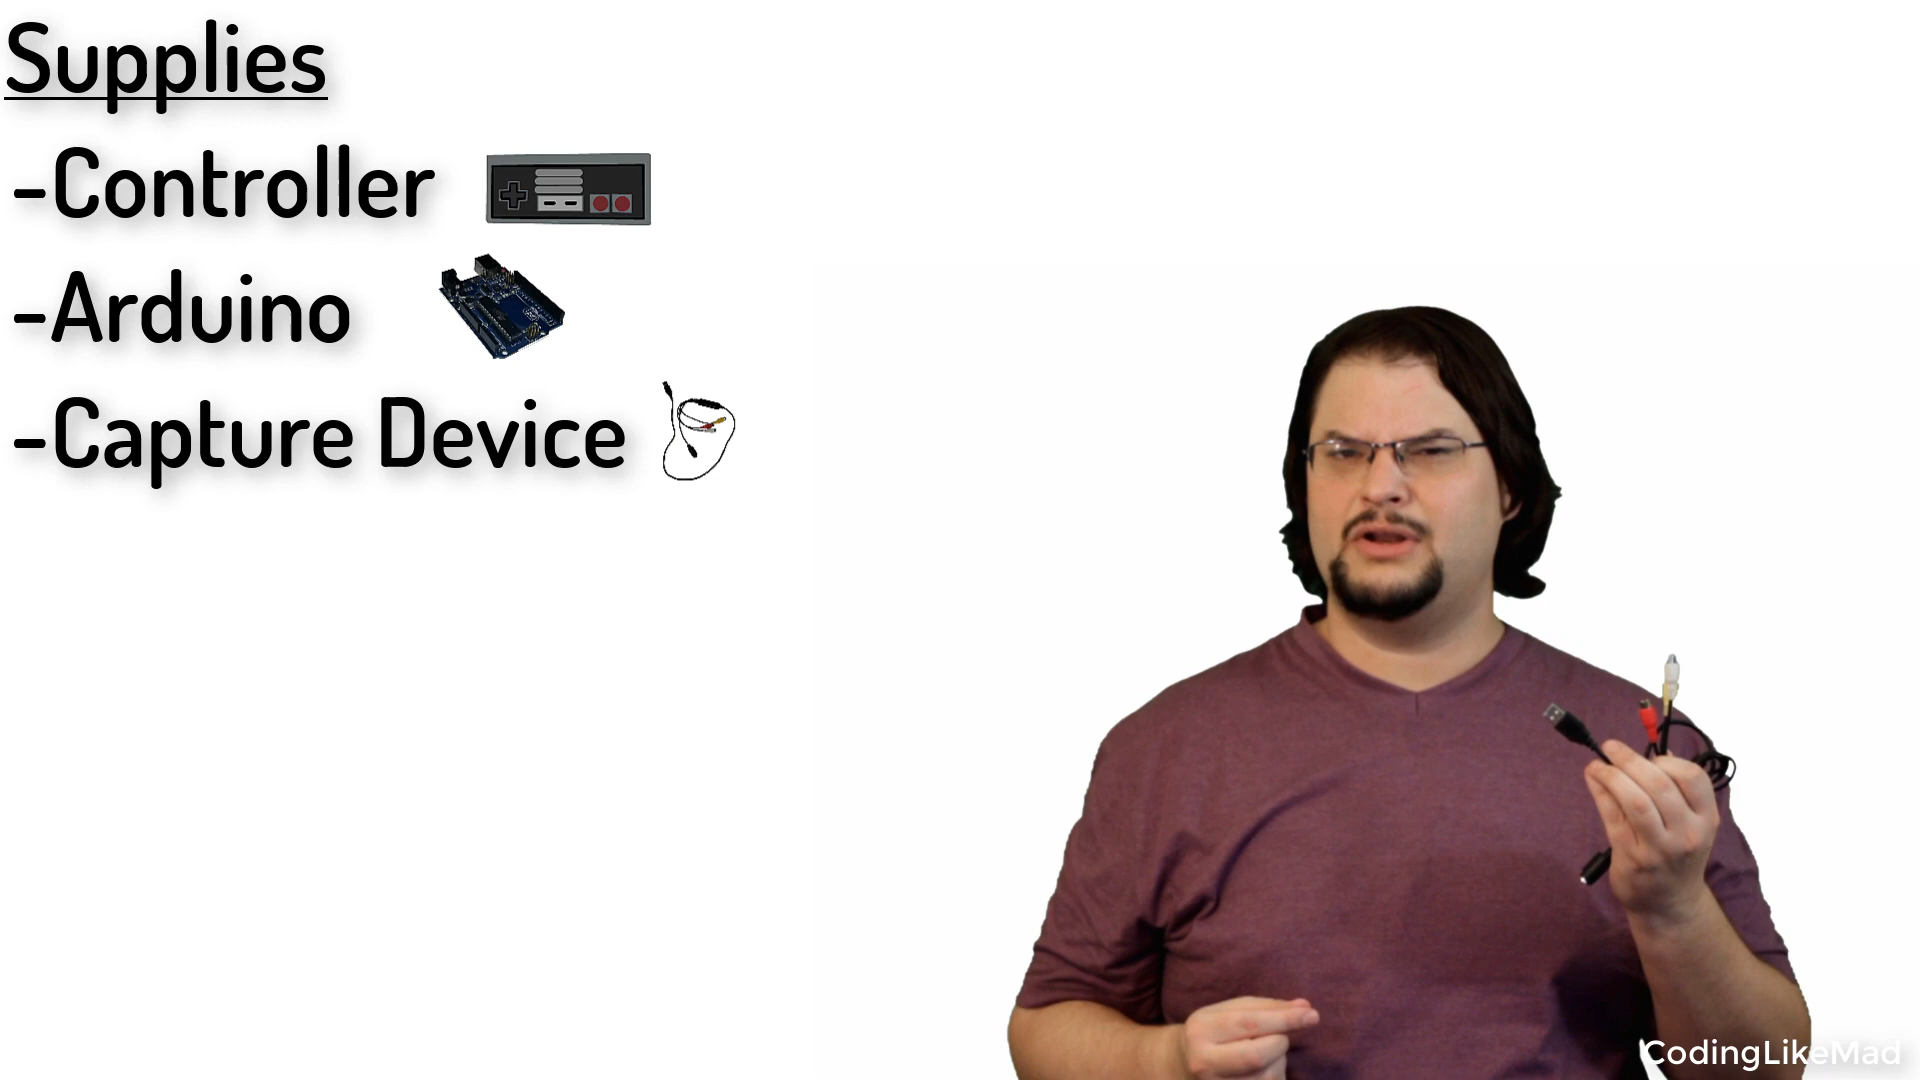 Supplies
-Controller
-Arduino
-Capture Device
CodingLikeMad